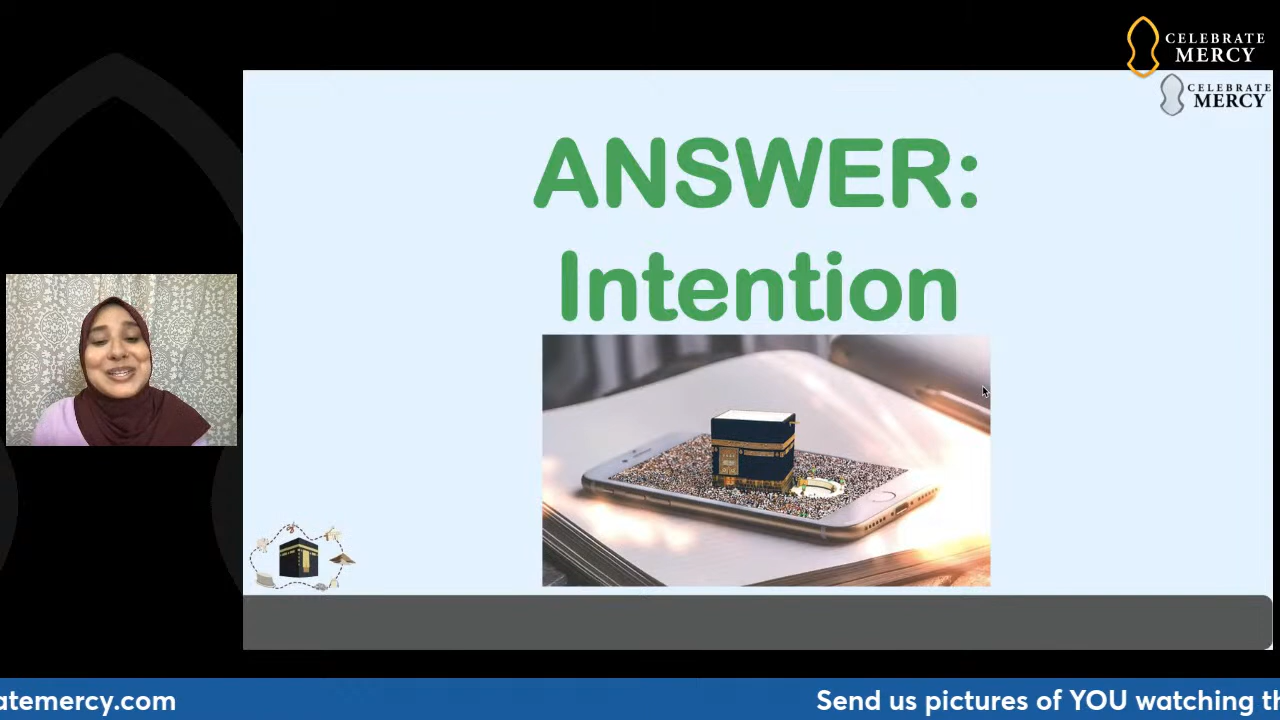 CELEBRATE
MERCY
CELEBRATE
MERCY
ANSWER:
Intention
atemercy.com
Send us pictures of YOU watching th